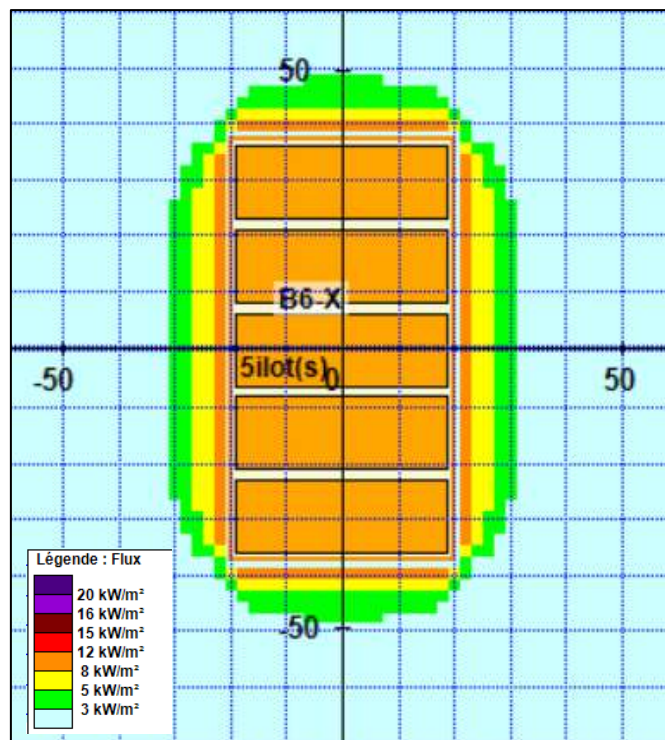 50
B6-X
-50
5ilot(s)
0
50
-50
Légende : Flux
20 kW/m²
16 kW/m²
15 kW/m²
12 kW/m²
8 kW/m²
5 kW/m²
3 kW/m²